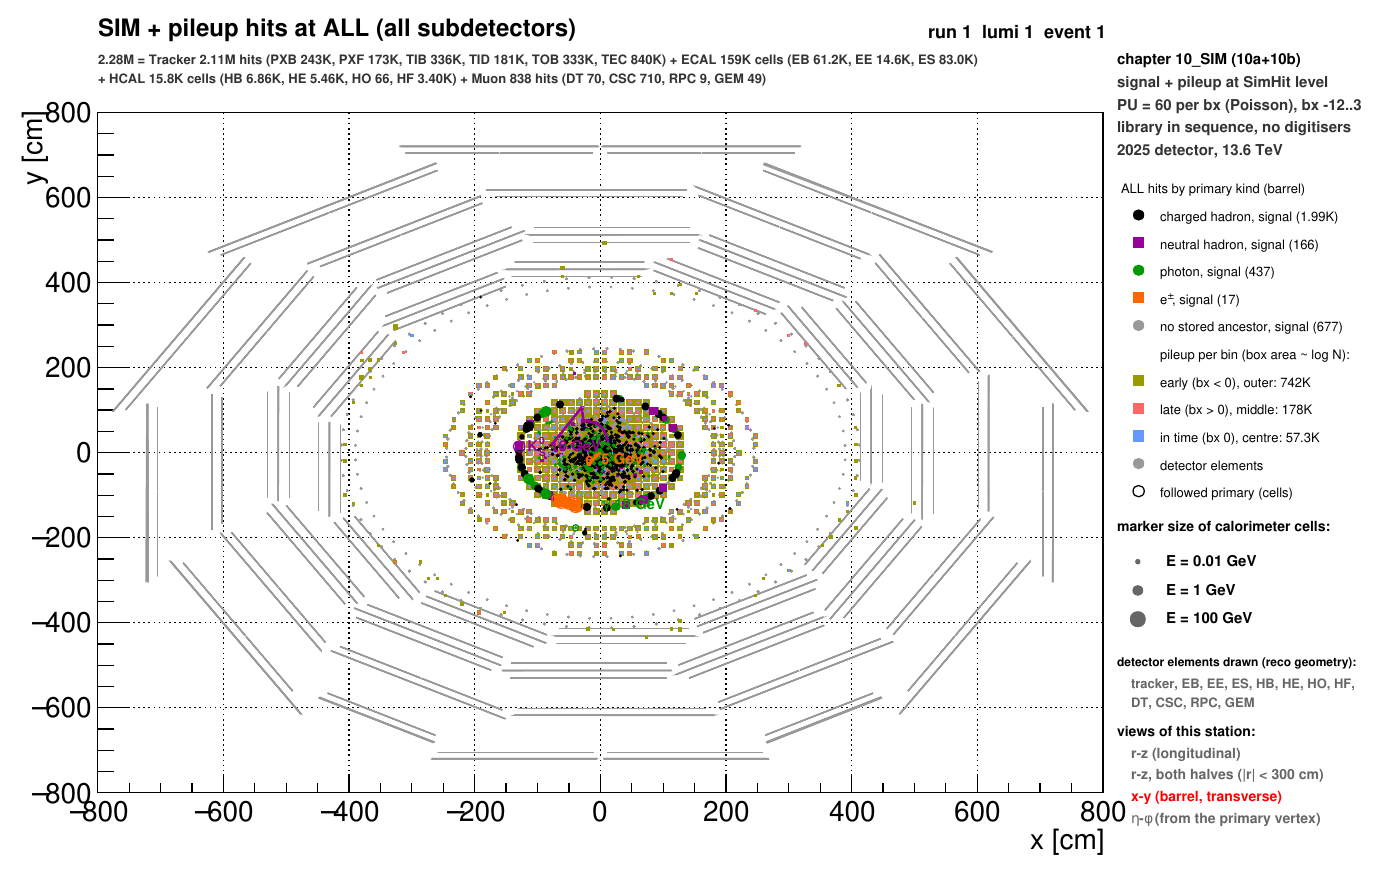 SIM + pileup hits at ALL (all subdetectors)
run 1 lumi 1 event 1
2.28M = Tracker 2.11M hits (PXB 243K, PXF 173K, TIB 336K, TID 181K, TOB 333K, TEC 840K) + ECAL 159K cells (EB 61.2K, EE 14.6K, ES 83.0K)
+ HCAL 15.8K cells (HB 6.86K, HE 5.46K, HO 66, HF 3.40K) + Muon 838 hits (DT 70, CSC 710, RPC 9, GEM 49)
chapter 10_SIM (10a+10b)
signal + pileup at SimHit level
PU = 60 per bx (Poisson), bx -12..3
library in sequence, no digitisers
2025 detector, 13.6 TeV
ALL hits by primary kind (barrel)
charged hadron, signal (1.99K)
neutral hadron, signal (166)
photon, signal (437)
e±, signal (17)
no stored ancestor, signal (677)
pileup per bin (box area ~ log N):
early (bx < 0), outer: 742K
late (bx > 0), middle: 178K
in time (bx 0), centre: 57.3K
detector elements
followed primary (cells)
marker size of calorimeter cells:
E = 0.01 GeV
E = 1 GeV
E = 100 GeV
detector elements drawn (reco geometry):
tracker, EB, EE, ES, HB, HE, HO, HF,
DT, CSC, RPC, GEM
views of this station:
r-z (longitudinal)
r-z, both halves (|r| < 300 cm)
x-y (barrel, transverse)
η-φ (from the primary vertex)
y [cm]
800
600
400
200
0
−200
−400
−600
−800
GeV
GeV
−800
−600
−400
−200
0
200
400
600
800
x [cm]